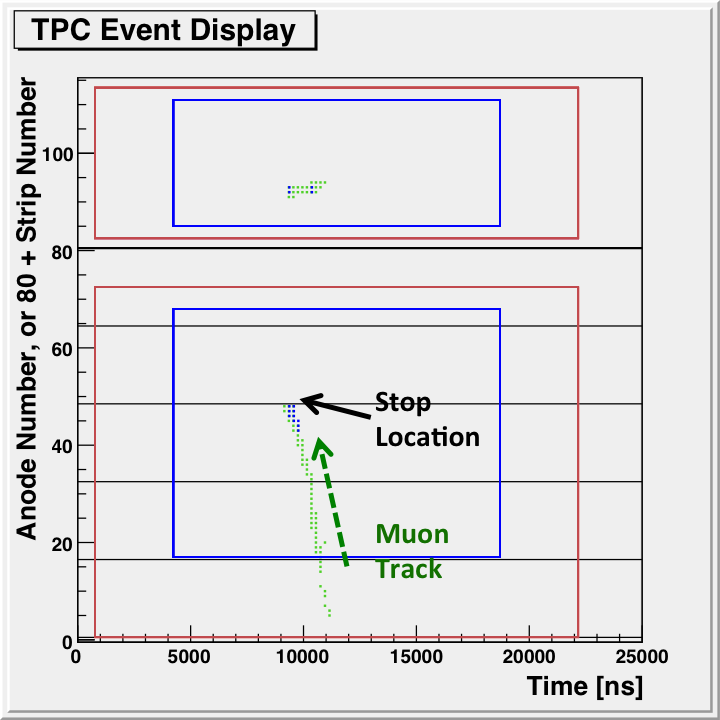 TPC Event Display
Anode Number, or 80 + Strip Number
100
80
60
40
20
0
Stop
Location
Muon
Track
0 5000 10000 15000 20000 25000
Time [ns]